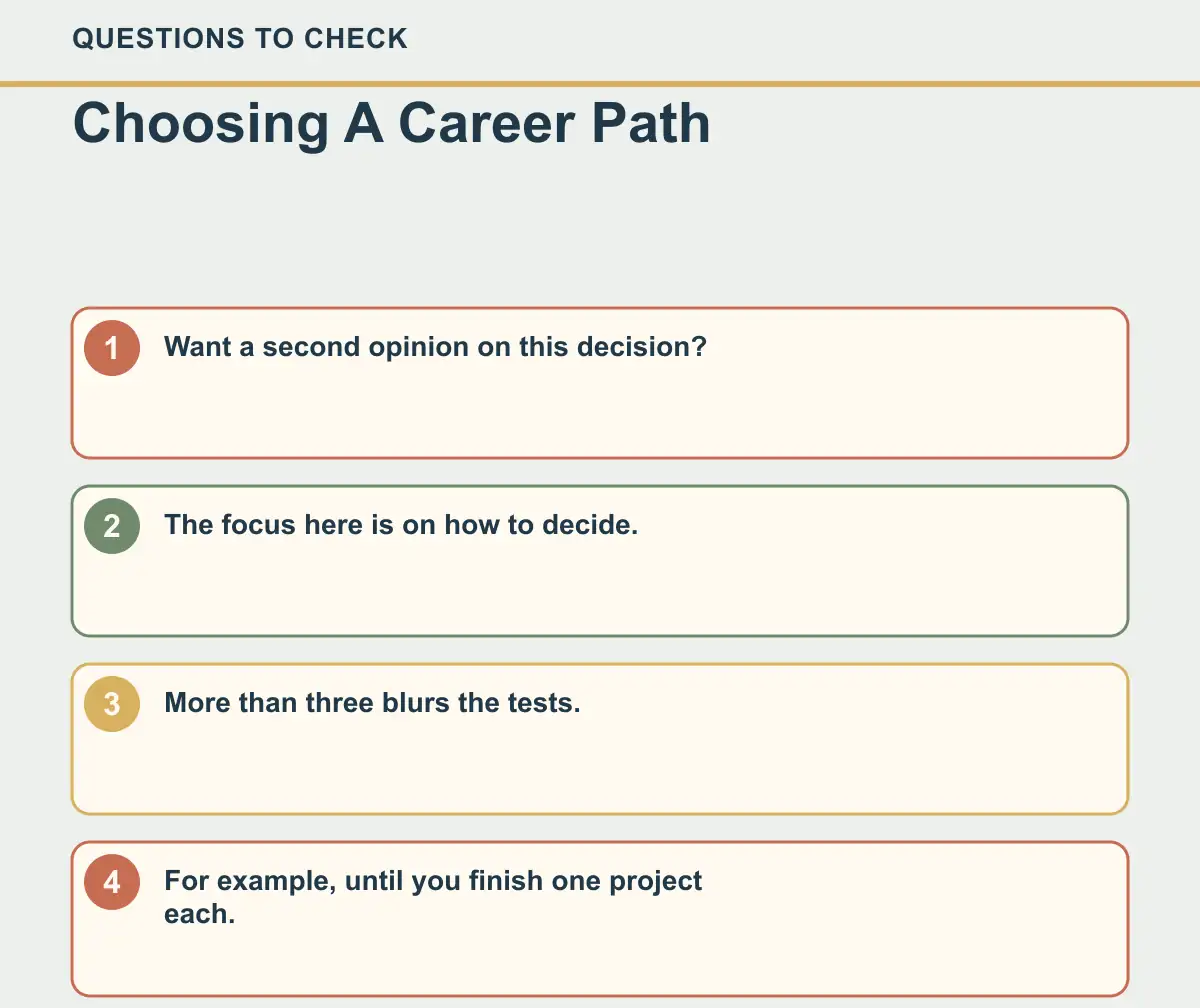 QUESTIONS TO CHECK
Choosing A Career Path
1
Want a second opinion on this decision?
2
The focus here is on how to decide.
3
More than three blurs the tests.
4
For example, until you finish one project
each.